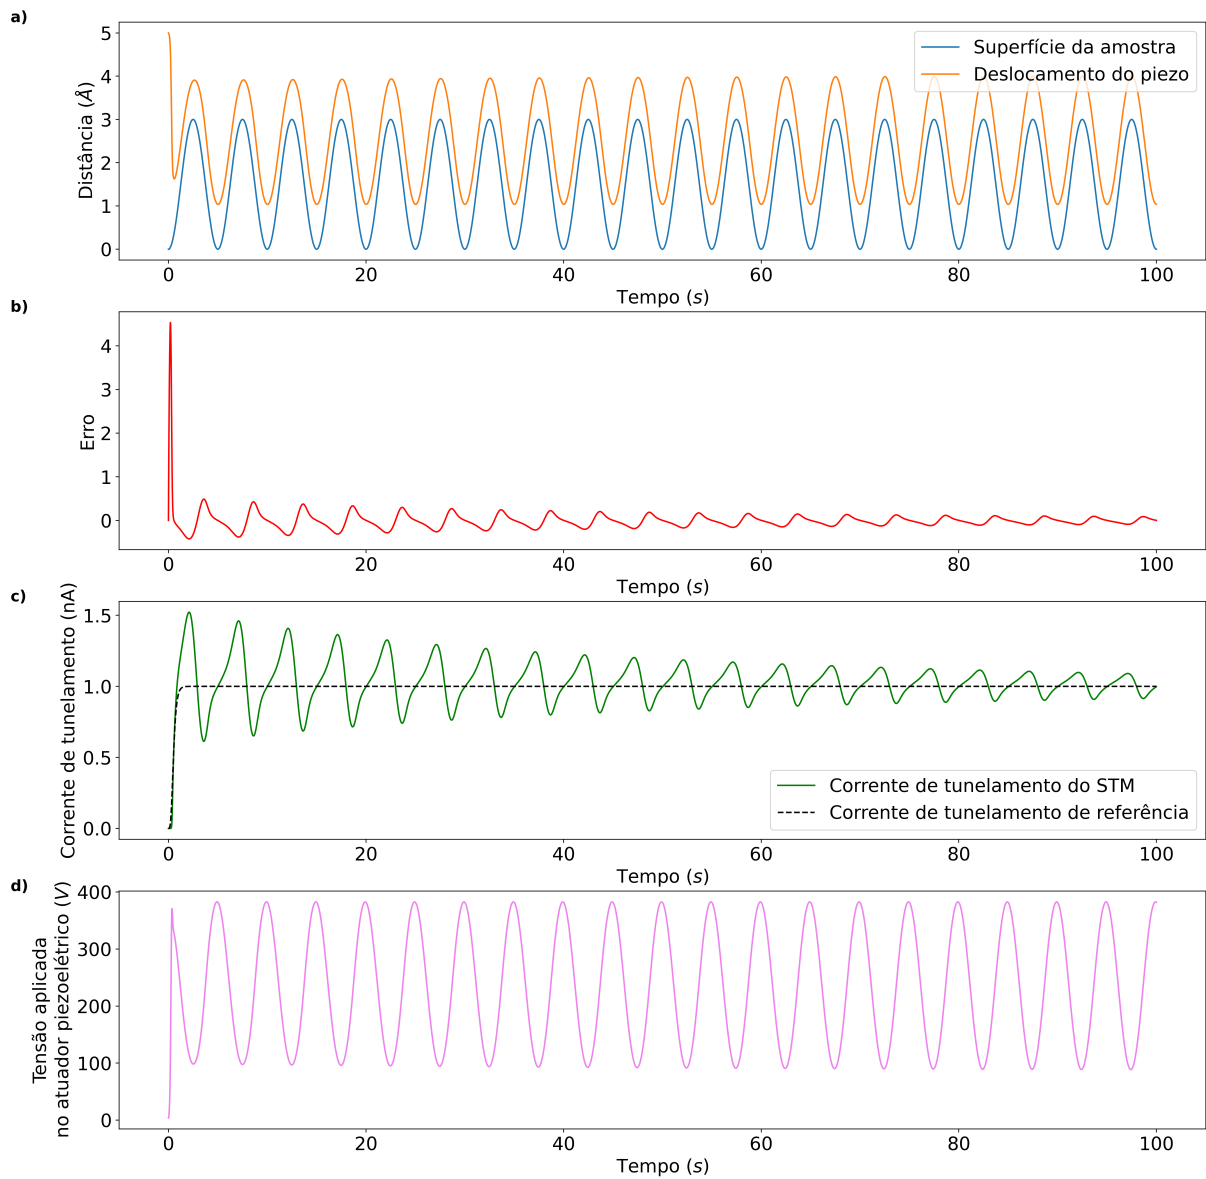 a)
5
4
3
2
1
0
Distância (Å)
Superfície da amostra
Deslocamento do piezo
0 20 40 60 80 100
Tempo (s)
b)
4
3
2
1
0
Erro
0 20 40 60 80 100
Tempo (s)
c)
1.5
1.0
0.5
0.0
Corrente de tunelamento (nA)
Corrente de tunelamento do STM
Corrente de tunelamento de referência
0 20 40 60 80 100
Tempo (s)
d)
400
300
200
100
0
Tensão aplicada
no atuador piezoelétrico (V)
0 20 40 60 80 100
Tempo (s)